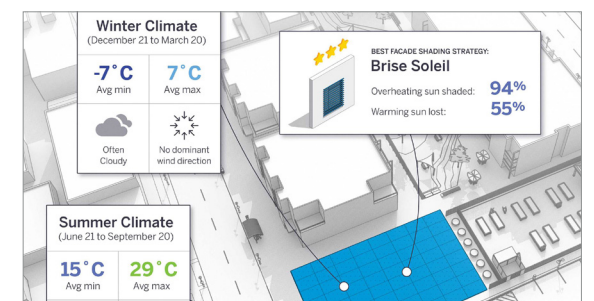 Winter Climate
(December 21 to March 20)
-7°C
Avg min
7°C
Avg max
Often
Cloudy
No dominant
wind direction
BEST FACADE SHADING STRATEGY:
Brise Soleil
Overheating sun shaded: 94%
Warming sun lost: 55%
Summer Climate
(June 21 to September 20)
15°C
Avg min
29°C
Avg max